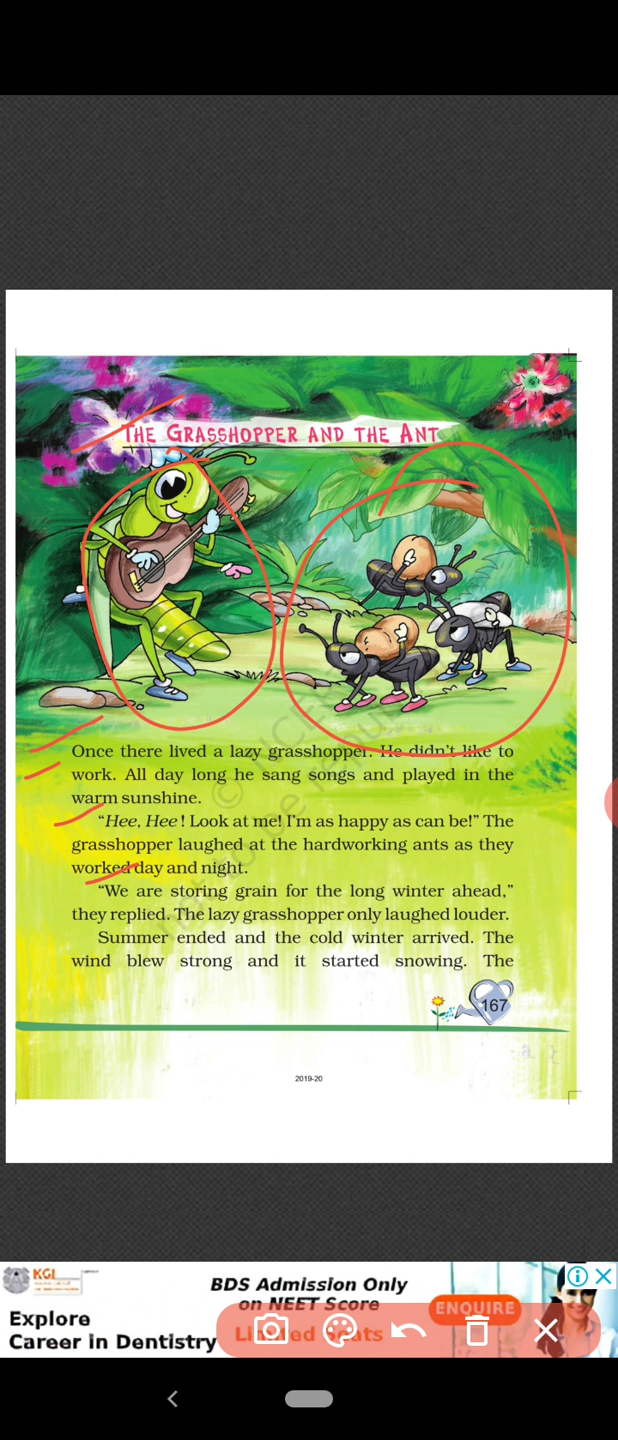 THE GRASSHOPPER AND THE ANT
Once there lived a lazy grasshopper. He didn't like to
work. All day long he sang songs and played in the
warm sunshine.
"Hee, Hee! Look at me! I'm as happy as can be!" The
grasshopper laughed at the hardworking ants as they
worked day and night.
"We are storing grain for the long winter ahead,"
they replied. The lazy grasshopper only laughed louder.
Summer ended and the cold winter arrived. The
wind blew strong and it started snowing. The
167
2019-20
KGI
BDS Admission Only
on NEET Score
Explore
Career in Dentistry
Limited Seats
ENQUIRE